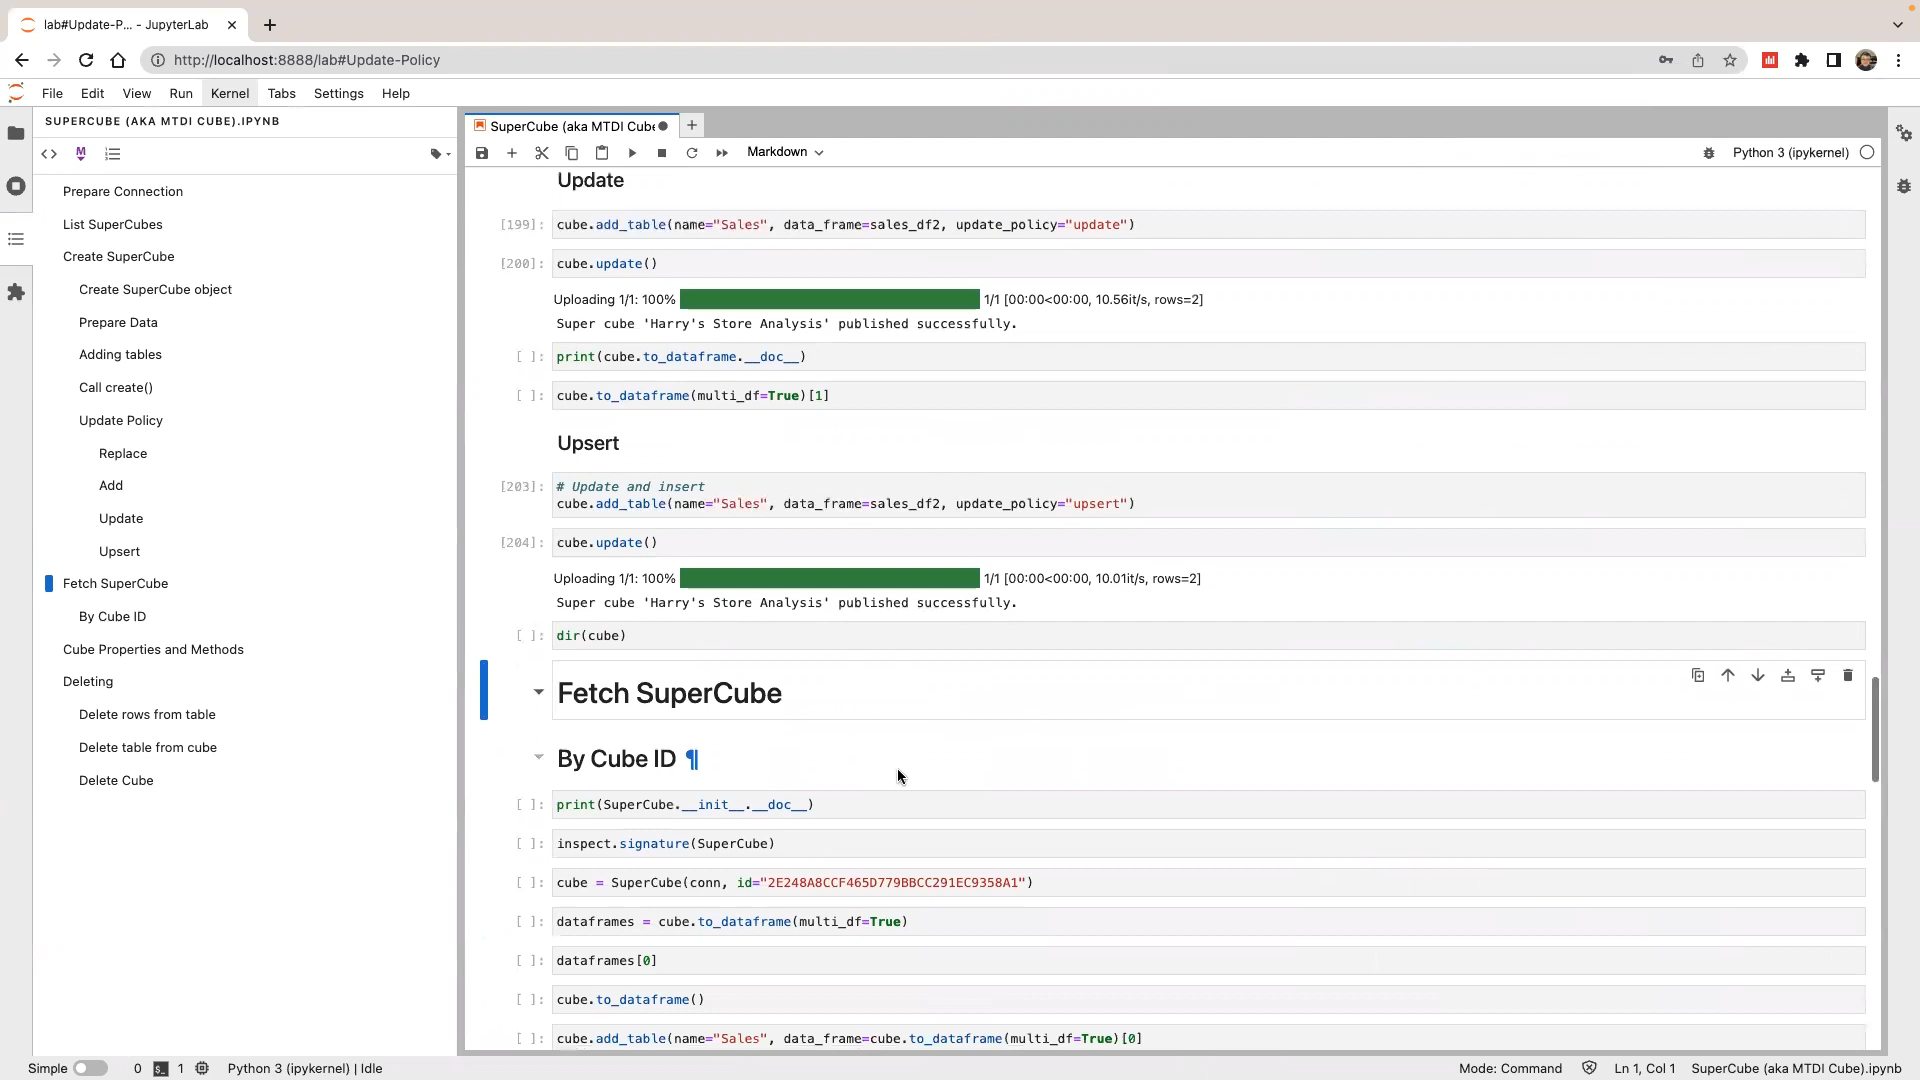 lab#Update-P... - JupyterLab
http://localhost:8888/lab#Update-Policy
File Edit View Run Kernel Tabs Settings Help
SUPERCUBE (AKA MTDI CUBE).IPYNB
Prepare Connection
List SuperCubes
Create SuperCube
Create SuperCube object
Prepare Data
Adding tables
Call create()
Update Policy
Replace
Add
Update
Upsert
Fetch SuperCube
By Cube ID
Cube Properties and Methods
Deleting
Delete rows from table
Delete table from cube
Delete Cube
SuperCube (aka MTDI Cube
Markdown
Python 3 (ipykernel)
Update
[199]: cube.add_table(name="Sales", data_frame=sales_df2, update_policy="update")
[200]: cube.update()
Uploading 1/1: 100% 1/1 [00:00<00:00, 10.56it/s, rows=2]
Super cube 'Harry's Store Analysis' published successfully.
[ ]: print(cube.to_dataframe.__doc__)
[ ]: cube.to_dataframe(multi_df=True)[1]
Upsert
[203]: # Update and insert
cube.add_table(name="Sales", data_frame=sales_df2, update_policy="upsert")
[204]: cube.update()
Uploading 1/1: 100% 1/1 [00:00<00:00, 10.01it/s, rows=2]
Super cube 'Harry's Store Analysis' published successfully.
[ ]: dir(cube)
Fetch SuperCube
By Cube ID ¶
[ ]: print(SuperCube.__init__.__doc__)
[ ]: inspect.signature(SuperCube)
[ ]: cube = SuperCube(conn, id="2E248A8CCF465D779BBCC291EC9358A1")
[ ]: dataframes = cube.to_dataframe(multi_df=True)
[ ]: dataframes[0]
[ ]: cube.to_dataframe()
[ ]: cube.add_table(name="Sales", data_frame=cube.to_dataframe(multi_df=True)[0]
Simple 0 1 Python 3 (ipykernel) | Idle Mode: Command Ln 1, Col 1 SuperCube (aka MTDI Cube).ipynb